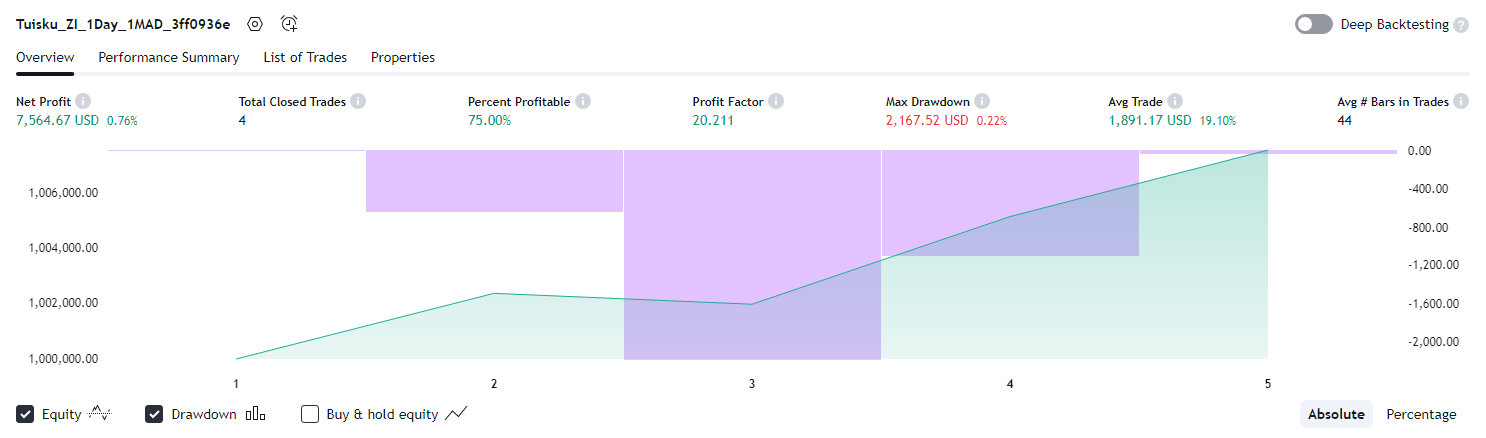 Tuisku_ZI_1Day_1MAD_3ff0936e Deep Backtesting
Overview Performance Summary List of Trades Properties
Net Profit Total Closed Trades Percent Profitable Profit Factor Max Drawdown Avg Trade Avg # Bars in Trades
7,564.67 USD 0.76% 4 75.00% 20.211 2,167.52 USD 0.22% 1,891.17 USD 19.10% 44
0.00
1,006,000.00 -400.00
-800.00
1,004,000.00 -1,200.00
1,002,000.00 -1,600.00
-2,000.00
1,000,000.00
1 2 3 4 5
Equity Drawdown Buy & hold equity Absolute Percentage